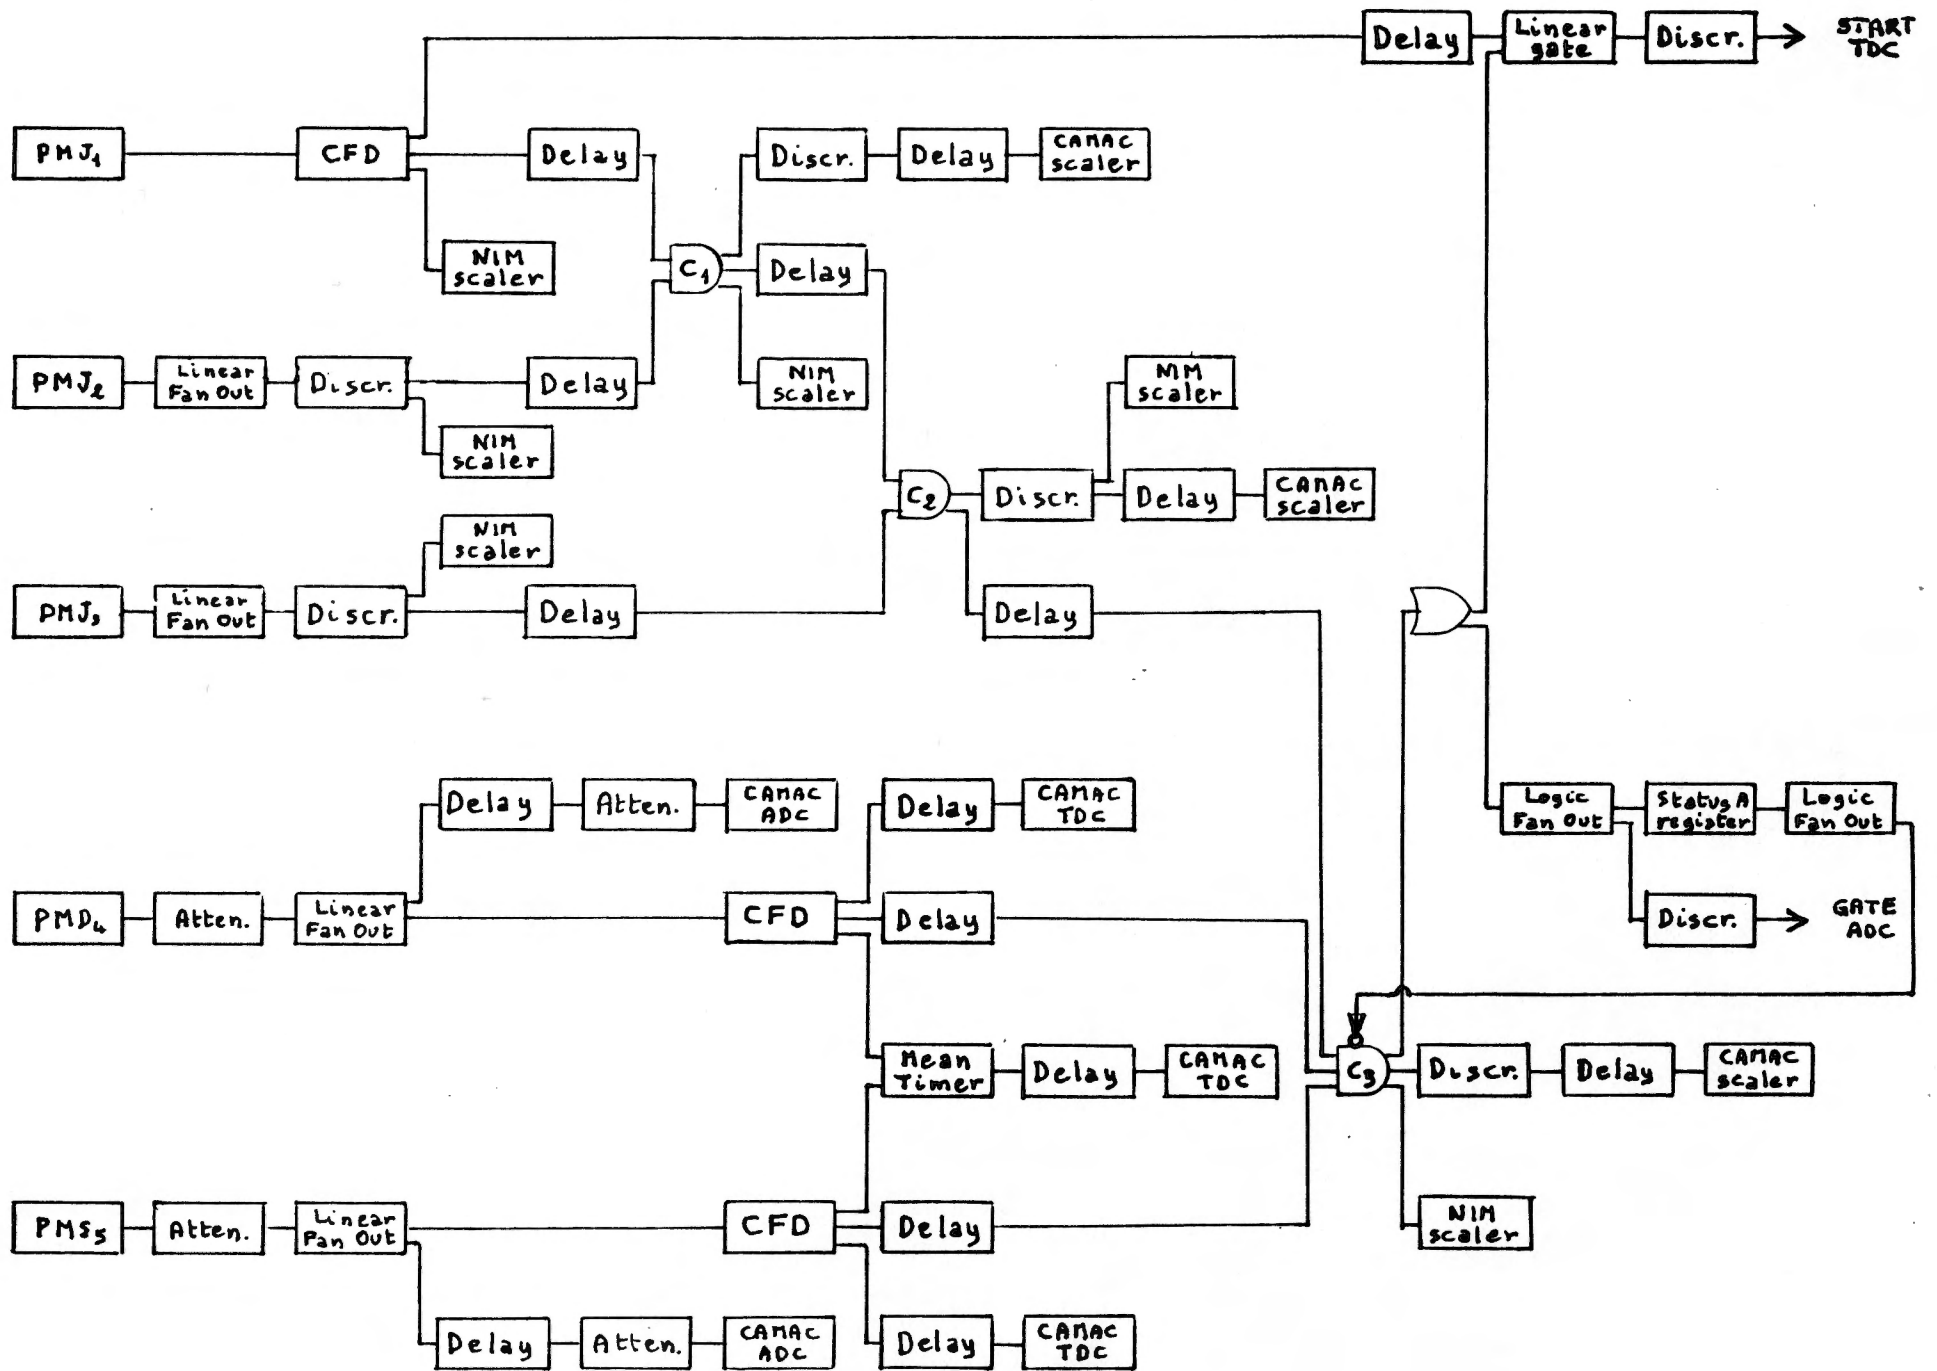 Delay
Linear
gate
Discr.
START
TDC
PMJ₁
CFD
Delay
Discr.
Delay
CAMAC
scaler
NIM
scaler
C₁
Delay
PMJ₂
Linear
Fan Out
Discr.
Delay
NIM
scaler
NIM
scaler
NIM
scaler
C₂
Discr.
Delay
CAMAC
scaler
NIM
scaler
PMJ₃
Linear
Fan Out
Discr.
Delay
Delay
Delay
Atten.
CAMAC
ADC
Delay
CAMAC
TDC
Logic
Fan Out
Status A
register
Logic
Fan Out
PMD₄
Atten.
Linear
Fan Out
CFD
Delay
Discr.
GATE
ADC
Mean
Timer
Delay
CAMAC
TDC
C₃
Discr.
Delay
CAMAC
scaler
PMS₅
Atten.
Linear
Fan Out
CFD
Delay
NIM
scaler
Delay
Atten.
CAMAC
ADC
Delay
CAMAC
TDC